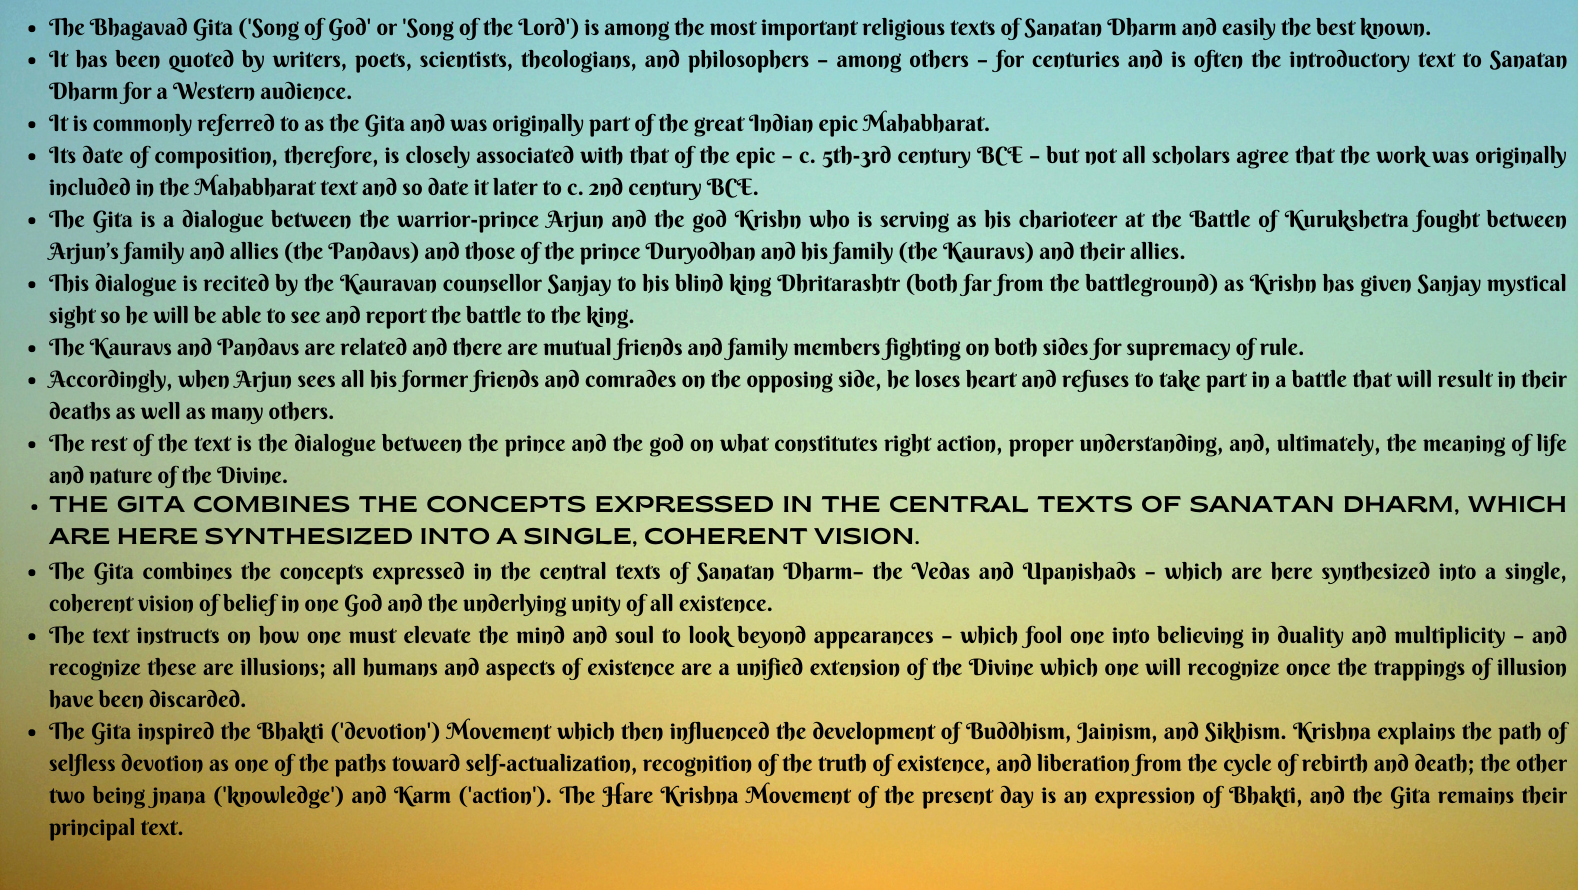 • The Bhagavad Gita ('Song of God' or 'Song of the Lord') is among the most important religious texts of Sanatan Dharm and easily the best known.
• It has been quoted by writers, poets, scientists, theologians, and philosophers – among others – for centuries and is often the introductory text to Sanatan
Dharm for a Western audience.
• It is commonly referred to as the Gita and was originally part of the great Indian epic Mahabharat.
• Its date of composition, therefore, is closely associated with that of the epic – c. 5th-3rd century BCE – but not all scholars agree that the work was originally
included in the Mahabharat text and so date it later to c. 2nd century BCE.
• The Gita is a dialogue between the warrior-prince Arjun and the god Krishn who is serving as his charioteer at the Battle of Kurukshetra fought between
Arjun's family and allies (the Pandavs) and those of the prince Duryodhan and his family (the Kauravs) and their allies.
• This dialogue is recited by the Kauravan counsellor Sanjay to his blind king Dhritarashtr (both far from the battleground) as Krishn has given Sanjay mystical
sight so he will be able to see and report the battle to the king.
• The Kauravs and Pandavs are related and there are mutual friends and family members fighting on both sides for supremacy of rule.
• Accordingly, when Arjun sees all his former friends and comrades on the opposing side, he loses heart and refuses to take part in a battle that will result in their
deaths as well as many others.
• The rest of the text is the dialogue between the prince and the god on what constitutes right action, proper understanding, and, ultimately, the meaning of life
and nature of the Divine.
• THE GITA COMBINES THE CONCEPTS EXPRESSED IN THE CENTRAL TEXTS OF SANATAN DHARM, WHICH
ARE HERE SYNTHESIZED INTO A SINGLE, COHERENT VISION.
• The Gita combines the concepts expressed in the central texts of Sanatan Dharm– the Vedas and Upanishads – which are here synthesized into a single,
coherent vision of belief in one God and the underlying unity of all existence.
• The text instructs on how one must elevate the mind and soul to look beyond appearances – which fool one into believing in duality and multiplicity – and
recognize these are illusions; all humans and aspects of existence are a unified extension of the Divine which one will recognize once the trappings of illusion
have been discarded.
• The Gita inspired the Bhakti ('devotion') Movement which then influenced the development of Buddhism, Jainism, and Sikhism. Krishna explains the path of
selfless devotion as one of the paths toward self-actualization, recognition of the truth of existence, and liberation from the cycle of rebirth and death; the other
two being jnana ('knowledge') and Karm ('action'). The Hare Krishna Movement of the present day is an expression of Bhakti, and the Gita remains their
principal text.